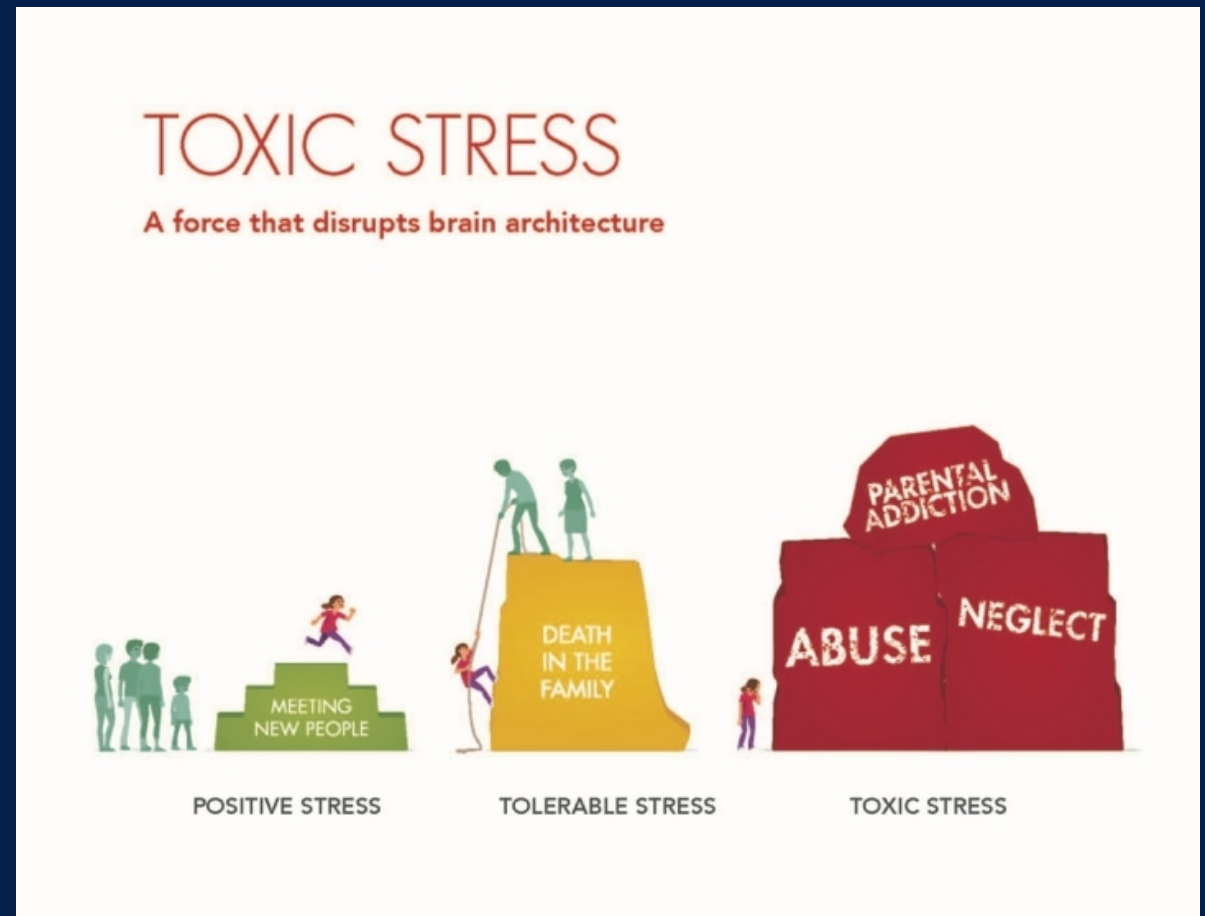 TOXIC STRESS
A force that disrupts brain architecture
MEETING
NEW PEOPLE
POSITIVE STRESS
DEATH
IN THE
FAMILY
TOLERABLE STRESS
PARENTAL
ADDICTION
ABUSE
NEGLECT
TOXIC STRESS